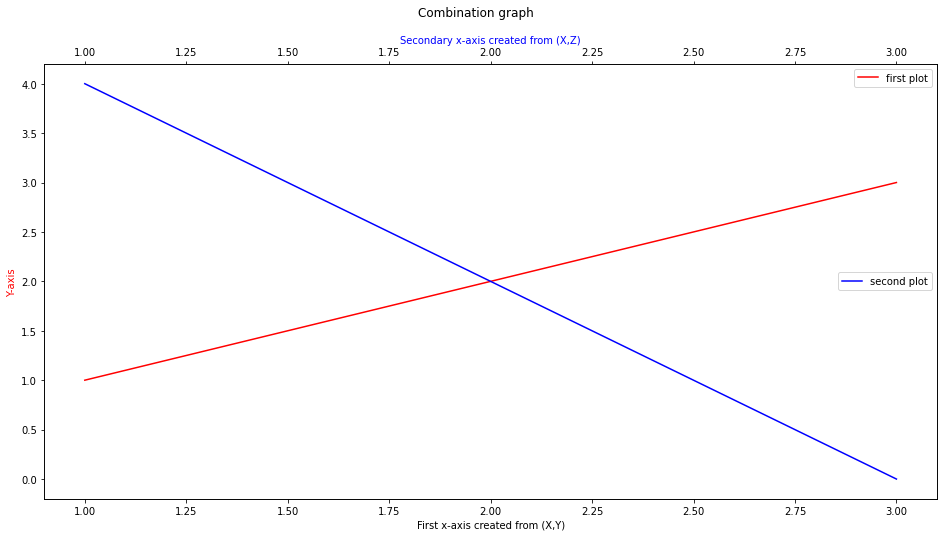 Combination graph
Secondary x-axis created from (X,Z)
1.00 1.25 1.50 1.75 2.00 2.25 2.50 2.75 3.00
first plot
4.0
3.5
3.0
2.5
second plot
2.0
Y-axis
1.5
1.0
0.5
0.0
1.00 1.25 1.50 1.75 2.00 2.25 2.50 2.75 3.00
First x-axis created from (X,Y)